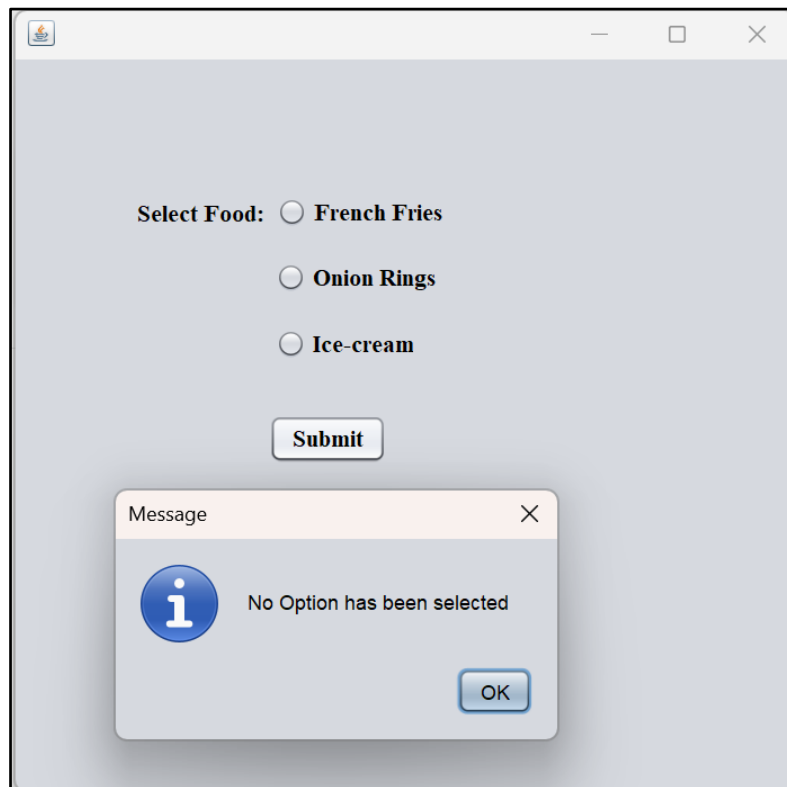 Select Food: French Fries
Onion Rings
Ice-cream
Submit
Message
No Option has been selected
OK